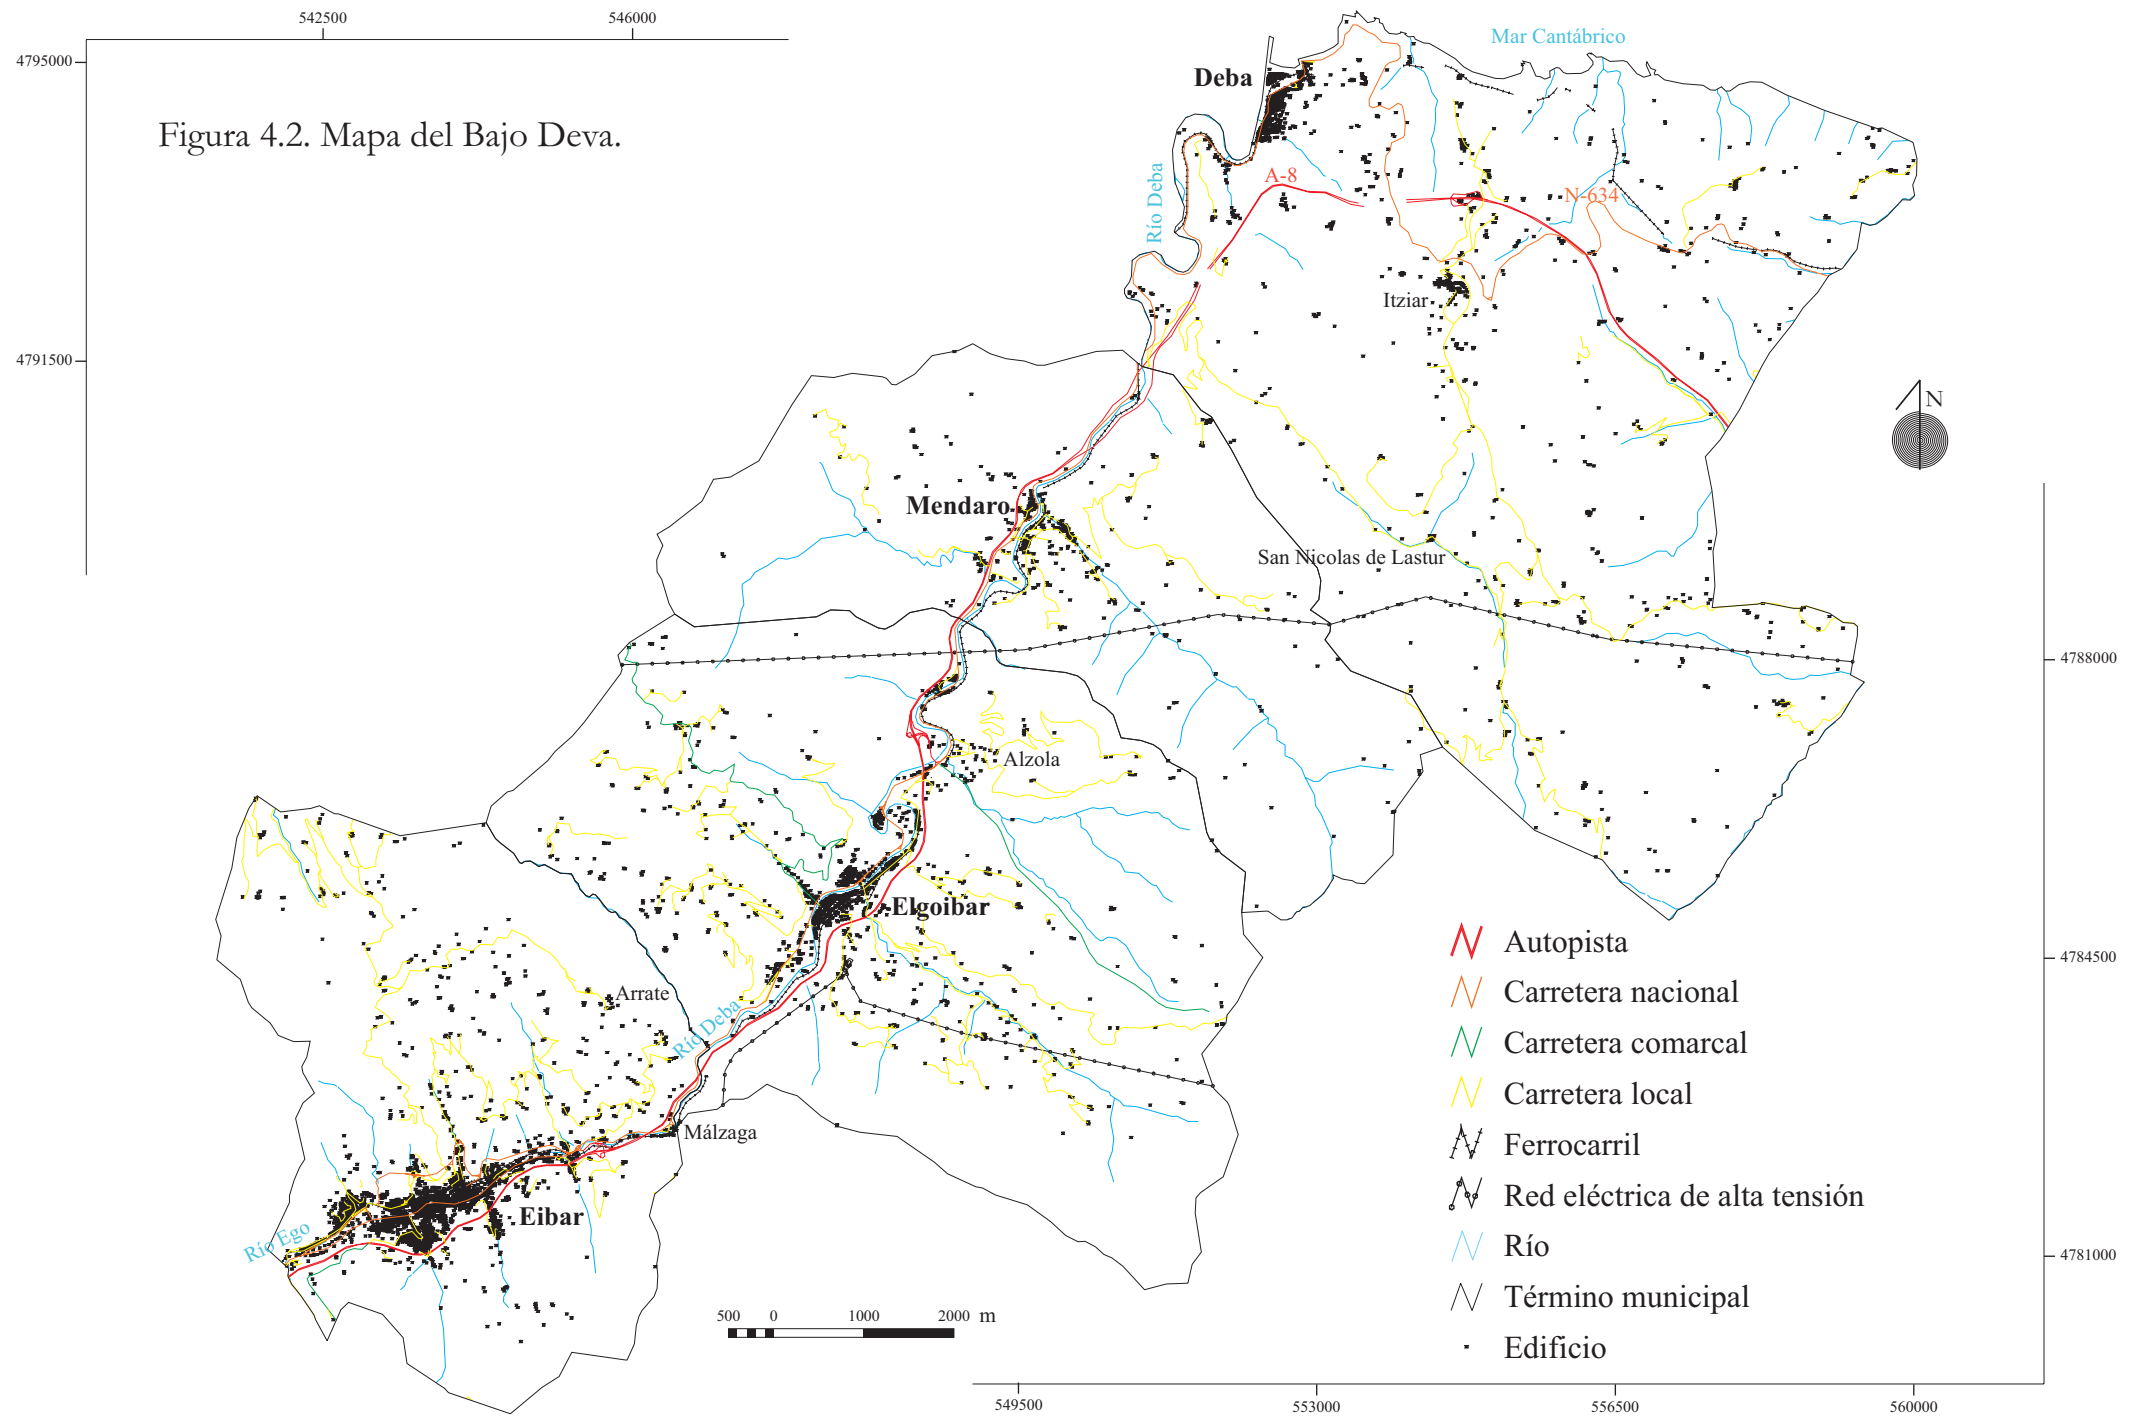 542500
546000
4795000
Mar Cantábrico
Deba
Figura 4.2. Mapa del Bajo Deva.
A-8
N-634
Río Deba
Itziar
4791500
N
Mendaro
San Nicolas de Lastur
4788000
Alzola
Elgoibar
Autopista
4784500
Carretera nacional
Arrate
Río Deba
Carretera comarcal
Carretera local
Málzaga
Ferrocarril
Red eléctrica de alta tensión
Eibar
Río Ego
Río
4781000
Término municipal
500 0 1000 2000 m
Edificio
549500
553000
556500
560000